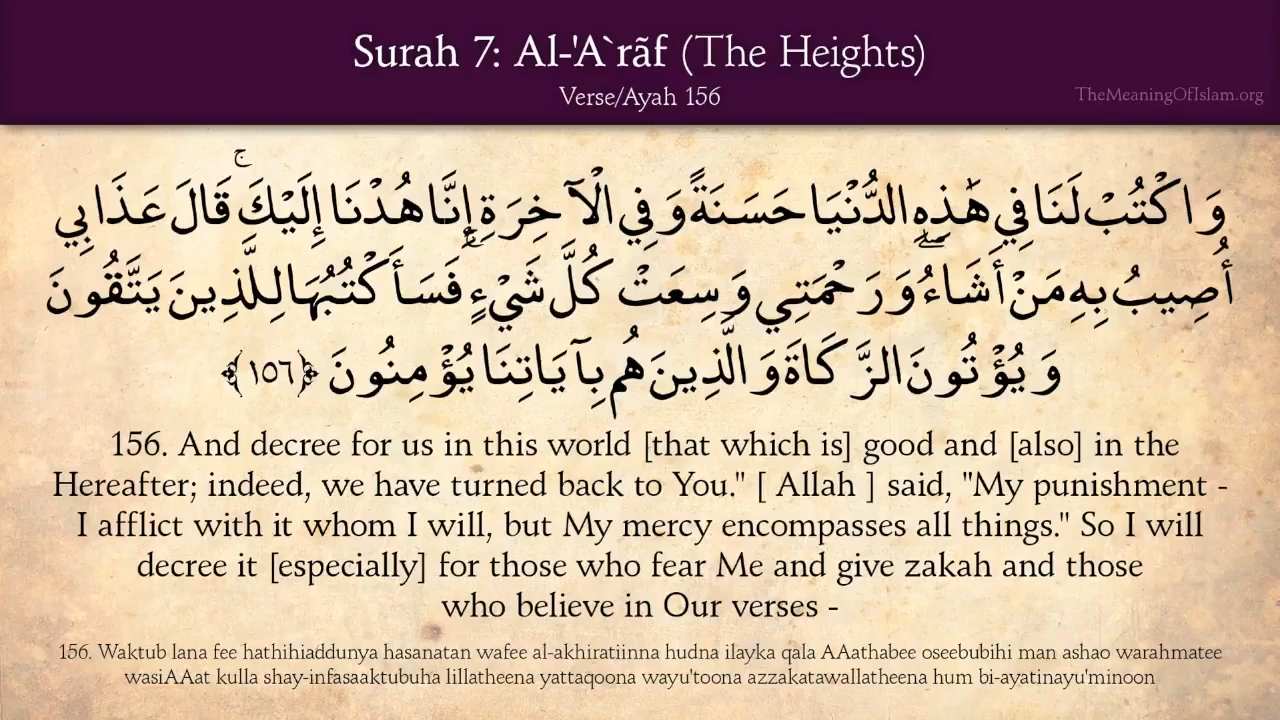 Surah 7: Al-'A`rãf (The Heights)
Verse/Ayah 156
TheMeaningOfIslam.org
وَاكْتُبْ لَنَا فِي هَٰذِهِ الدُّنْيَا حَسَنَةً وَفِي الْآخِرَةِ إِنَّا هُدْنَا إِلَيْكَ ۚ قَالَ عَذَابِي
أُصِيبُ بِهِ مَنْ أَشَاءُ ۖ وَرَحْمَتِي وَسِعَتْ كُلَّ شَيْءٍ ۚ فَسَأَكْتُبُهَا لِلَّذِينَ يَتَّقُونَ
وَيُؤْتُونَ الزَّكَاةَ وَالَّذِينَ هُم بِآيَاتِنَا يُؤْمِنُونَ ﴿١٥٦﴾
156. And decree for us in this world [that which is] good and [also] in the
Hereafter; indeed, we have turned back to You." [ Allah ] said, "My punishment -
I afflict with it whom I will, but My mercy encompasses all things." So I will
decree it [especially] for those who fear Me and give zakah and those
who believe in Our verses -
156. Waktub lana fee hathihiaddunya hasanatan wafee al-akhiratiinna hudna ilayka qala AAathabee oseebubihi man ashao warahmatee
wasiAAat kulla shay-infasaaktubuha lillatheena yattaqoona wayu'toona azzakatawallatheena hum bi-ayatinayu'minoon